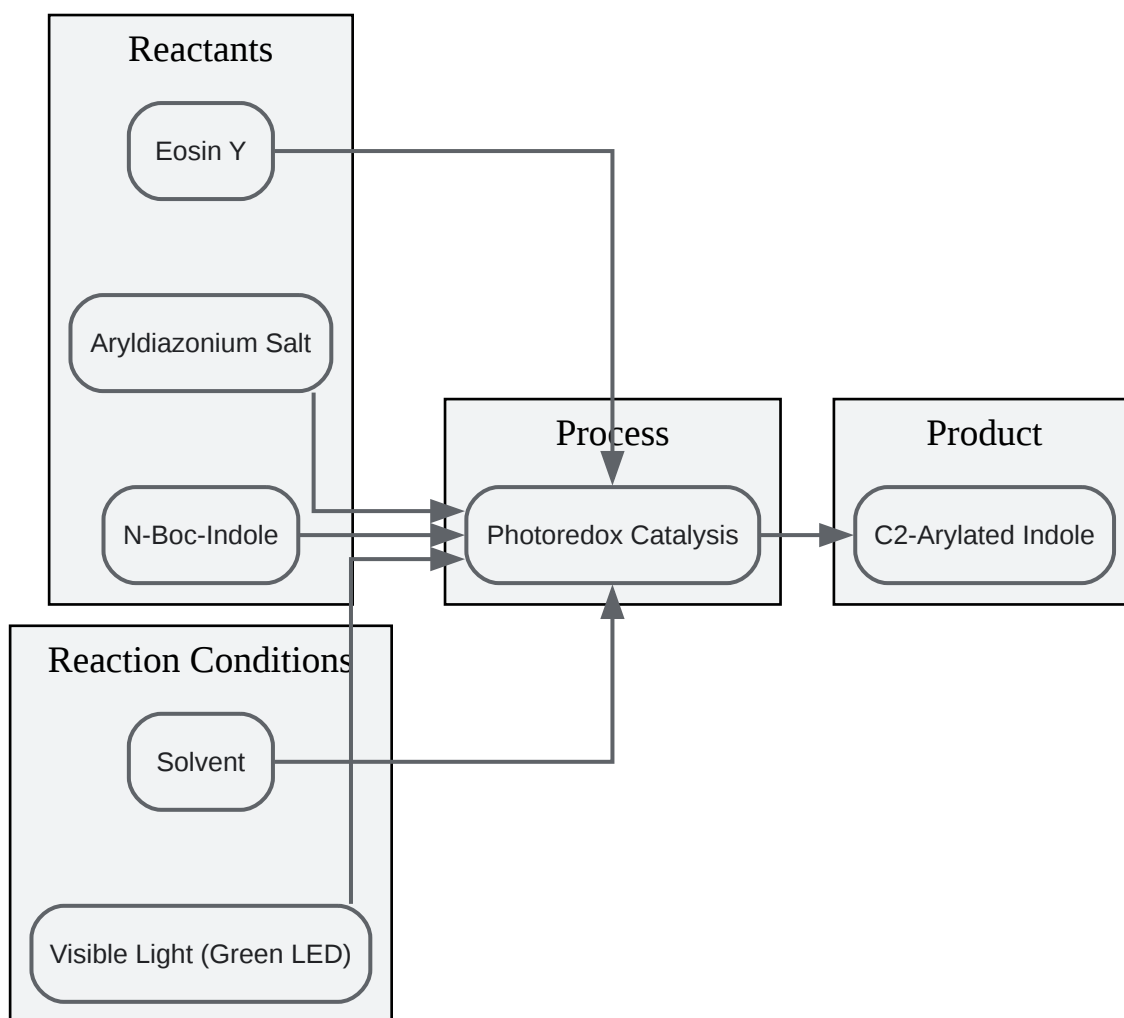 Reactants
Eosin Y
Aryldiazonium Salt
N-Boc-Indole
Reaction Conditions
Solvent
Visible Light (Green LED)
Process
Photoredox Catalysis
Product
C2-Arylated Indole